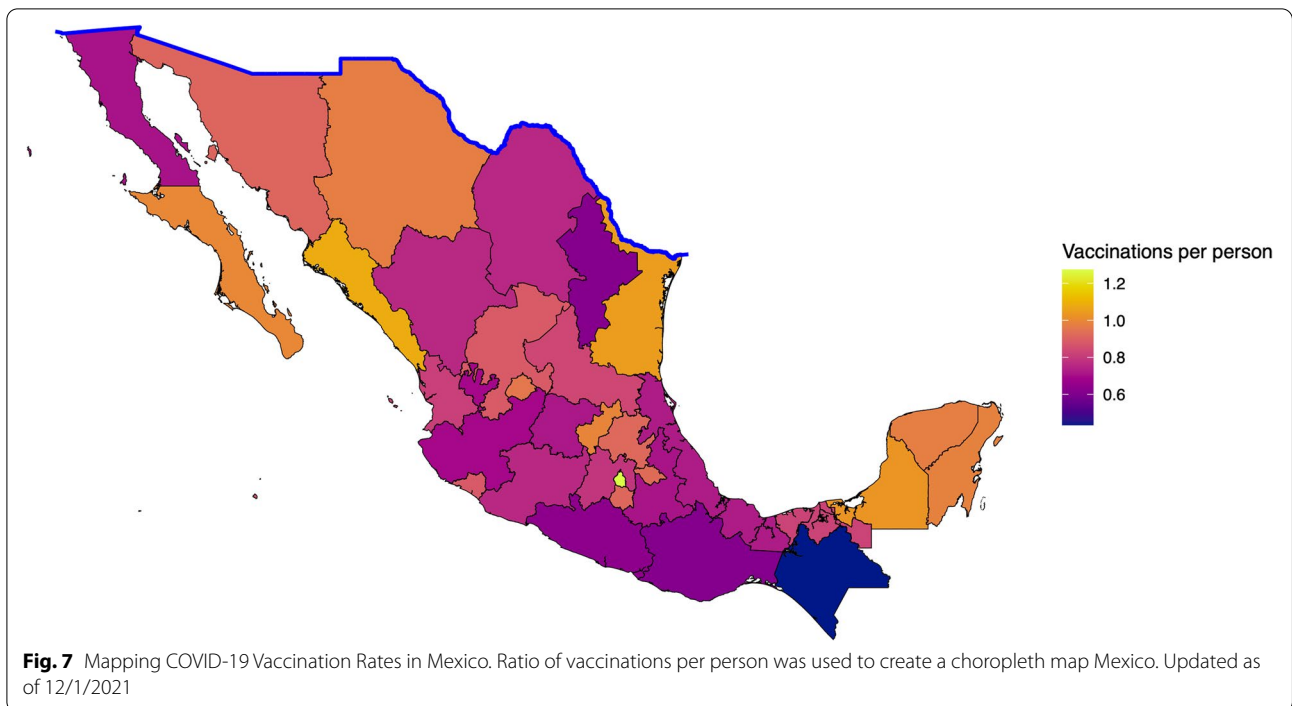 Vaccinations per person
1.2
1.0
0.8
0.6
Fig. 7 Mapping COVID-19 Vaccination Rates in Mexico. Ratio of vaccinations per person was used to create a choropleth map Mexico. Updated as
of 12/1/2021